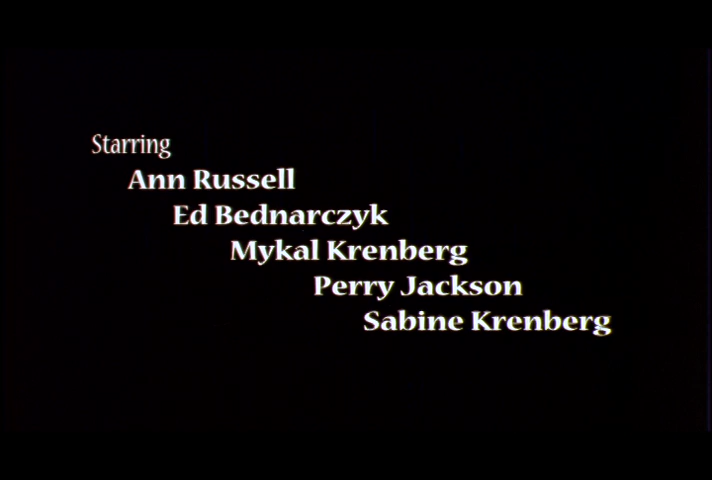 Starring
Ann Russell
Ed Bednarczyk
Mykal Krenberg
Perry Jackson
Sabine Krenberg